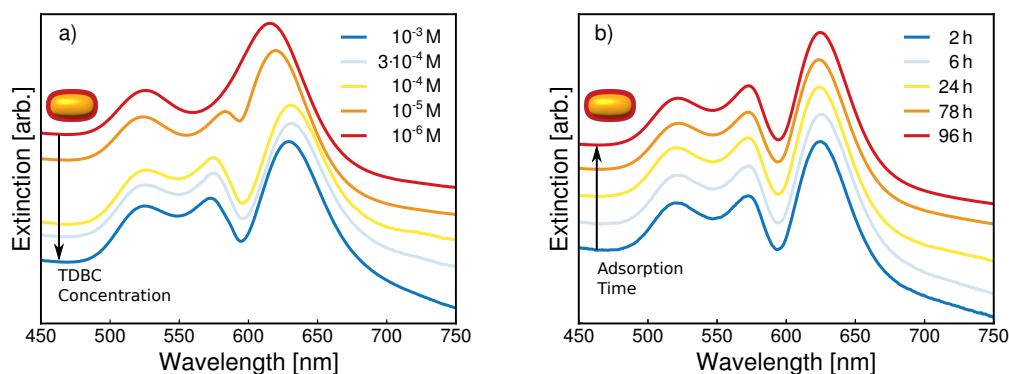 a)
10⁻³ M
3·10⁻⁴ M
10⁻⁴ M
10⁻⁵ M
10⁻⁶ M
Extinction [arb.]
TDBC
Concentration
450 500 550 600 650 700 750
Wavelength [nm]
b)
2 h
6 h
24 h
78 h
96 h
Extinction [arb.]
Adsorption
Time
450 500 550 600 650 700 750
Wavelength [nm]